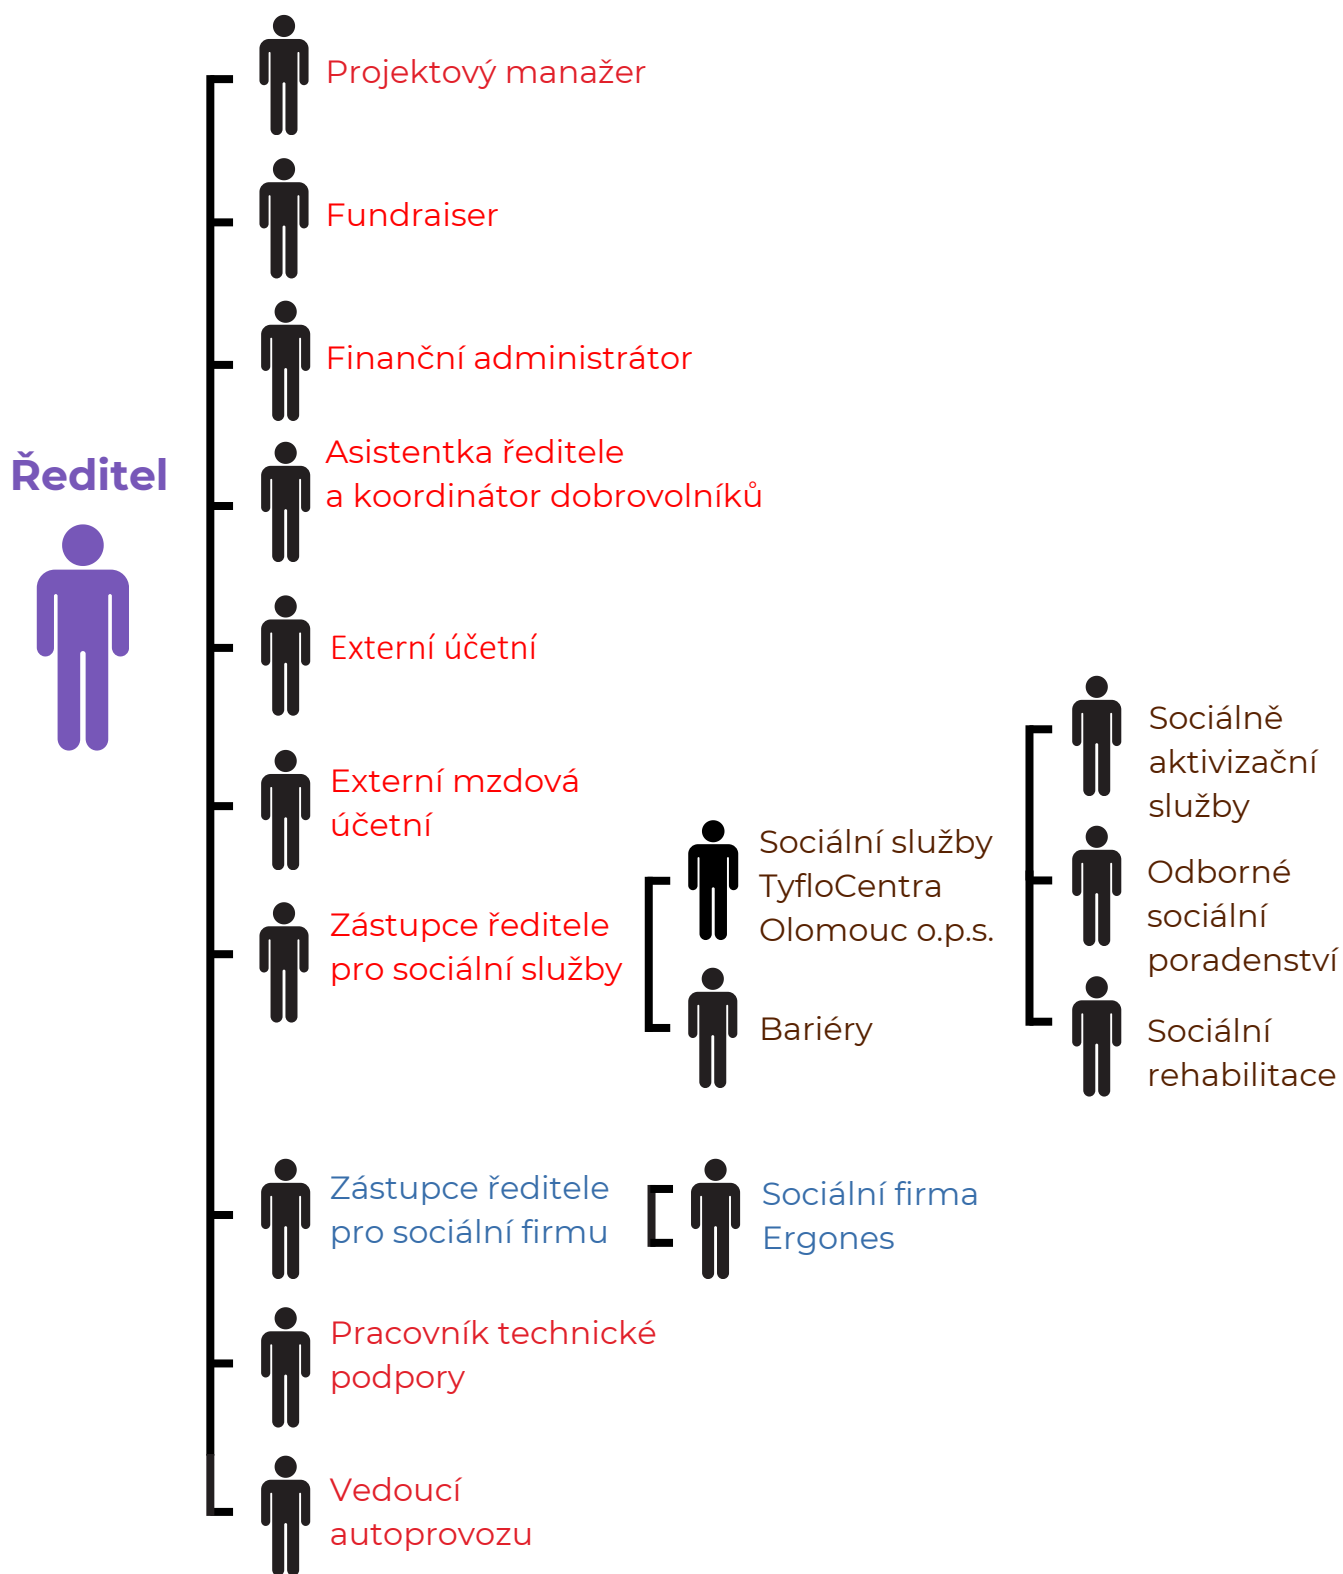 Ředitel
Projektový manažer
Fundraiser
Finanční administrátor
Asistentka ředitele
a koordinátor dobrovolníků
Externí účetní
Externí mzdová
účetní
Zástupce ředitele
pro sociální služby
Sociální služby
TyfloCentra
Olomouc o.p.s.
Bariéry
Sociálně
aktivizační
služby
Odborné
sociální
poradenství
Sociální
rehabilitace
Zástupce ředitele
pro sociální firmu
Sociální firma
Ergones
Pracovník technické
podpory
Vedoucí
autoprovozu